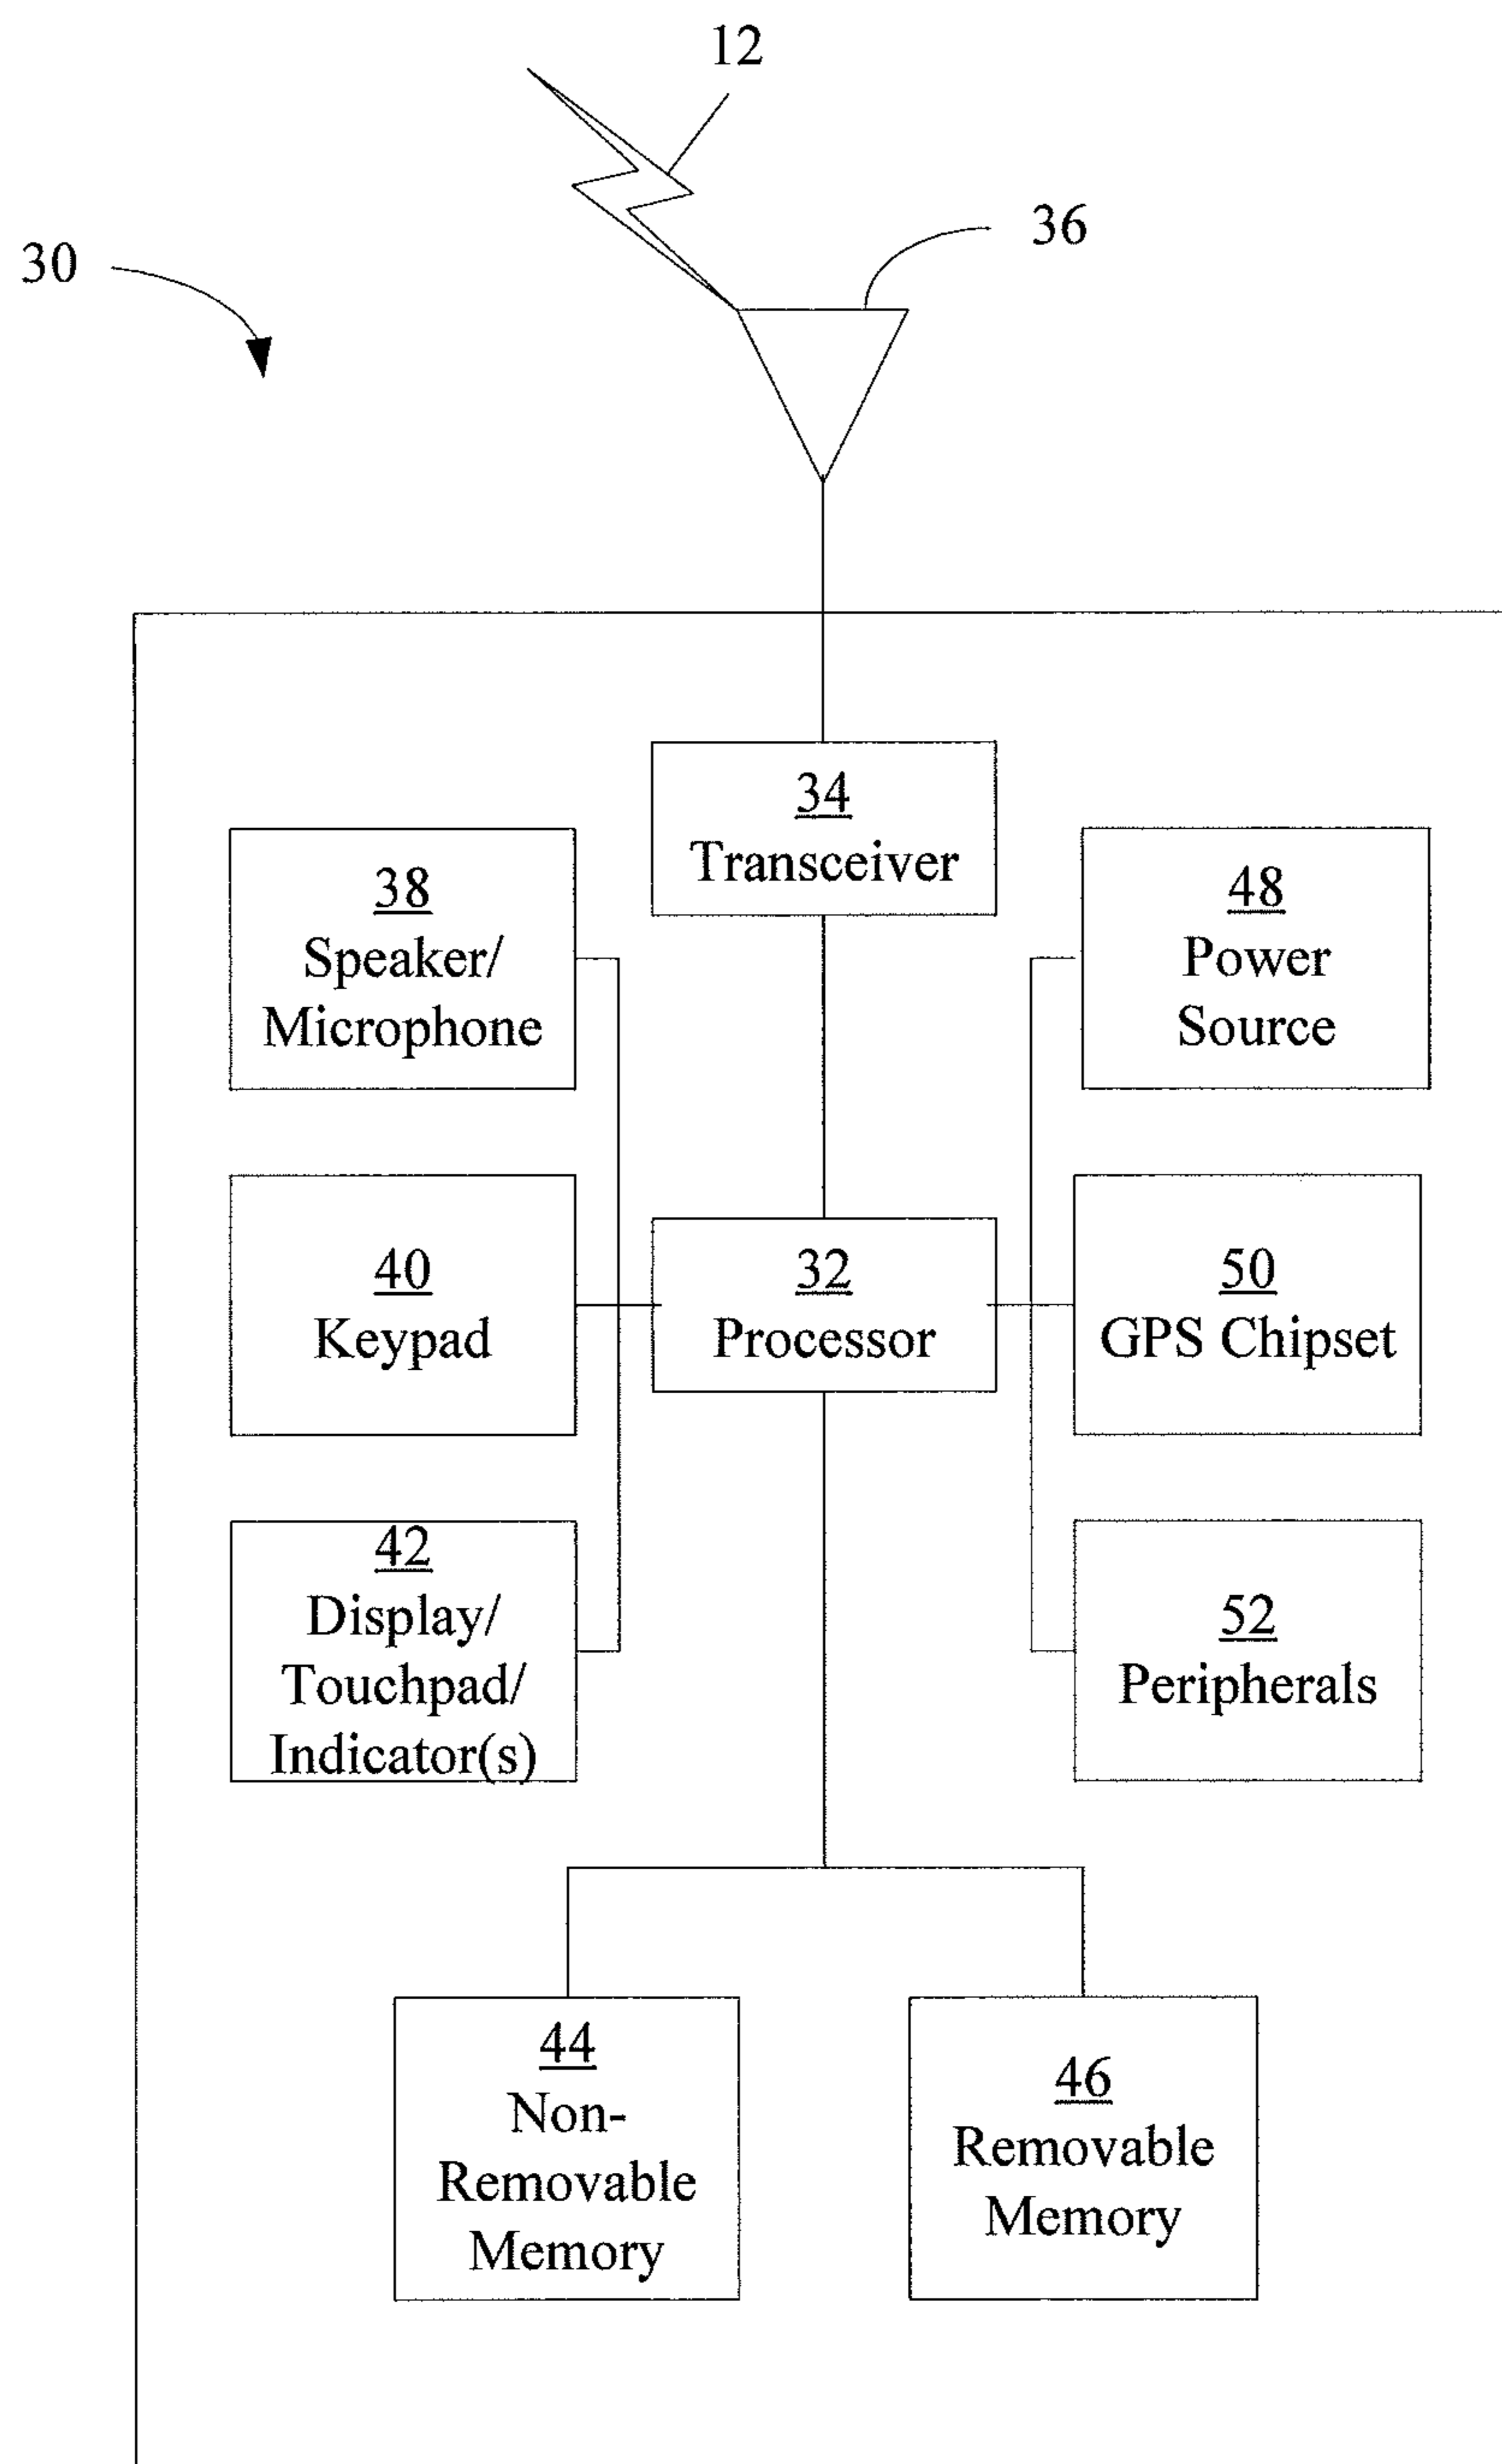 12
36
30
34
Transceiver
38
Speaker/
Microphone
48
Power
Source
40
Keypad
32
Processor
50
GPS Chipset
42
Display/
Touchpad/
Indicator(s)
52
Peripherals
44
Non-
Removable
Memory
46
Removable
Memory